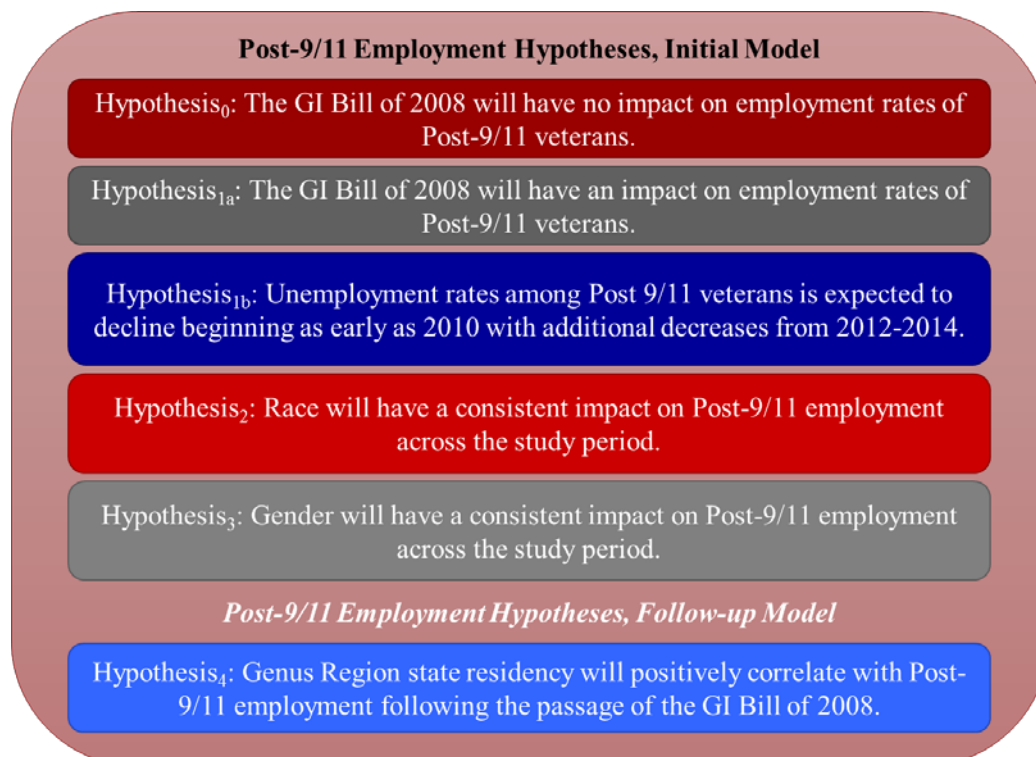 Post-9/11 Employment Hypotheses, Initial Model
Hypothesis₀: The GI Bill of 2008 will have no impact on employment rates of
Post-9/11 veterans.
Hypothesis₁ₐ: The GI Bill of 2008 will have an impact on employment rates of
Post-9/11 veterans.
Hypothesis1b: Unemployment rates among Post 9/11 veterans is expected to
decline beginning as early as 2010 with additional decreases from 2012-2014.
Hypothesis₂: Race will have a consistent impact on Post-9/11 employment
across the study period.
Hypothesis₃: Gender will have a consistent impact on Post-9/11 employment
across the study period.
Post-9/11 Employment Hypotheses, Follow-up Model
Hypothesis₄: Genus Region state residency will positively correlate with Post-
9/11 employment following the passage of the GI Bill of 2008.